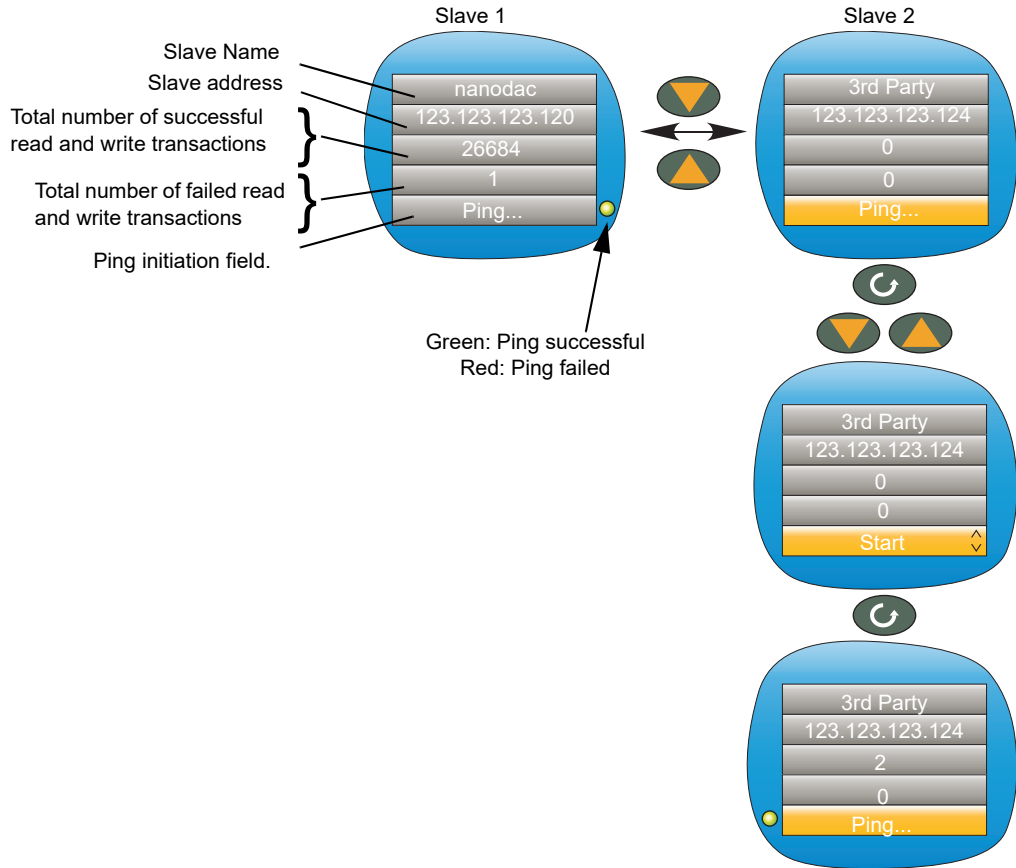 Slave 1
Slave Name
Slave address
Total number of successful
read and write transactions
Total number of failed read
and write transactions
Ping initiation field.
nanodac
123.123.123.120
26684
1
Ping...
Green: Ping successful
Red: Ping failed
Slave 2
3rd Party
123.123.123.124
0
0
Ping...
3rd Party
123.123.123.124
0
0
Start
3rd Party
123.123.123.124
2
0
Ping...